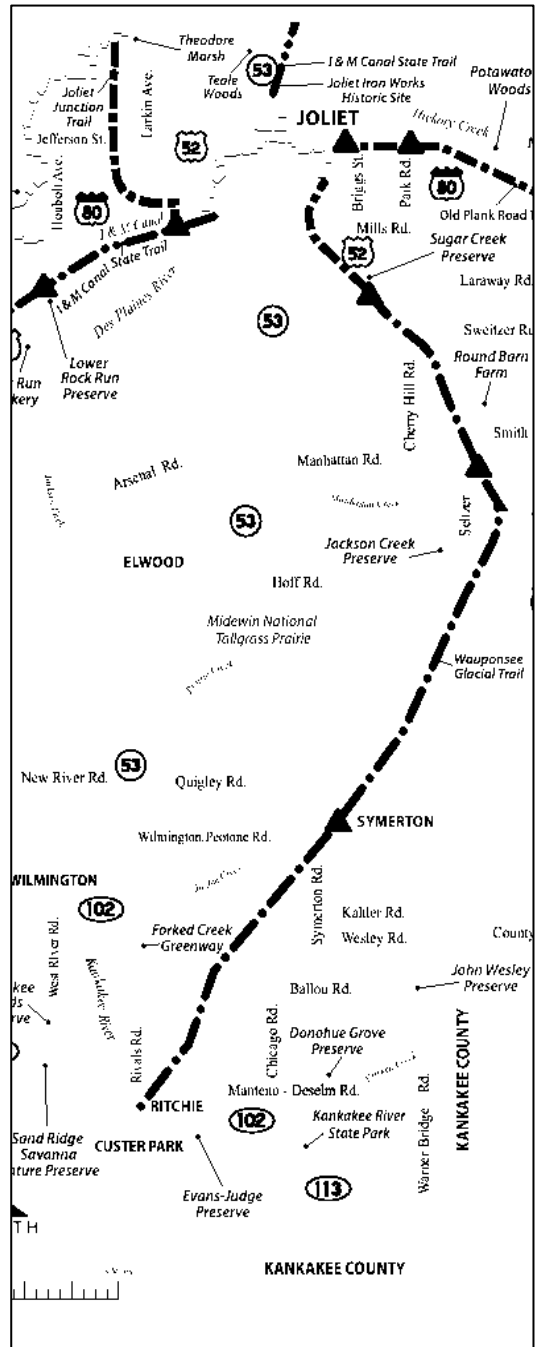 Theodore
Marsh
53
Teale
Woods
I & M Canal State Trail
Joliet Iron Works
Historic Site
Potawato
Woods
Joliet
Junction
Trail
Larkin Ave.
JOLIET
Hickory Creek
Jefferson St.
52
Houbolt Ave.
80
Briggs St.
Park Rd.
80
Old Plank Road
I & M Canal
I & M Canal State Trail
Mills Rd.
52
Sugar Creek
Preserve
Des Plaines River
Laraway Rd.
53
Sweitzer
Round Barn
Farm
Lower
Rock Run
Preserve
Run
kery
Cherry Hill Rd.
Smith
Arsenal Rd.
Manhattan Rd.
Manhattan Creek
53
Seltzer
Jackson Creek
Preserve
ELWOOD
Hoff Rd.
Midewin National
Tallgrass Prairie
Wauponsee
Glacial Trail
53
New River Rd.
Quigley Rd.
SYMERTON
Wilmington-Peotone Rd.
WILMINGTON
102
Symerton Rd.
Kahler Rd.
Wesley Rd.
County
Forked Creek
Greenway
West River Rd.
Kankakee River
John Wesley
Preserve
Ballou Rd.
kee
ds
rve
Rivals Rd.
Chicago Rd.
Donohue Grove
Preserve
KANKAKEE COUNTY
Manteno - Deselm Rd.
RITCHIE
102
Kankakee River
State Park
Warner Bridge Rd.
Sand Ridge
Savanna
ature Preserve
CUSTER PARK
Evans-Judge
Preserve
113
TH
KANKAKEE COUNTY